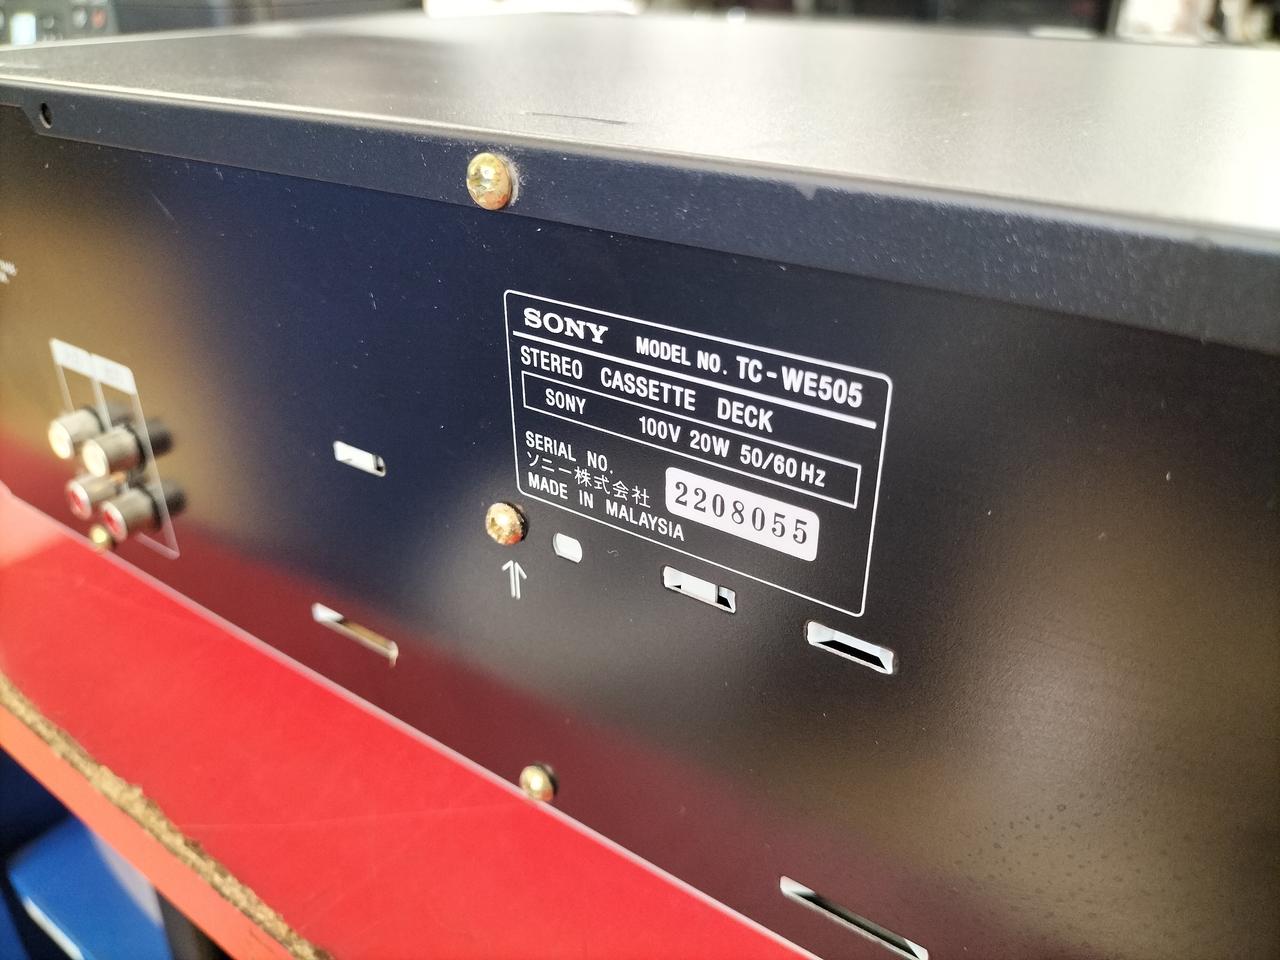 SONY MODEL NO. TC-WE505
STEREO CASSETTE DECK
SONY 100V 20W 50/60Hz
SERIAL NO.
ソニー株式会社 2208055
MADE IN MALAYSIA